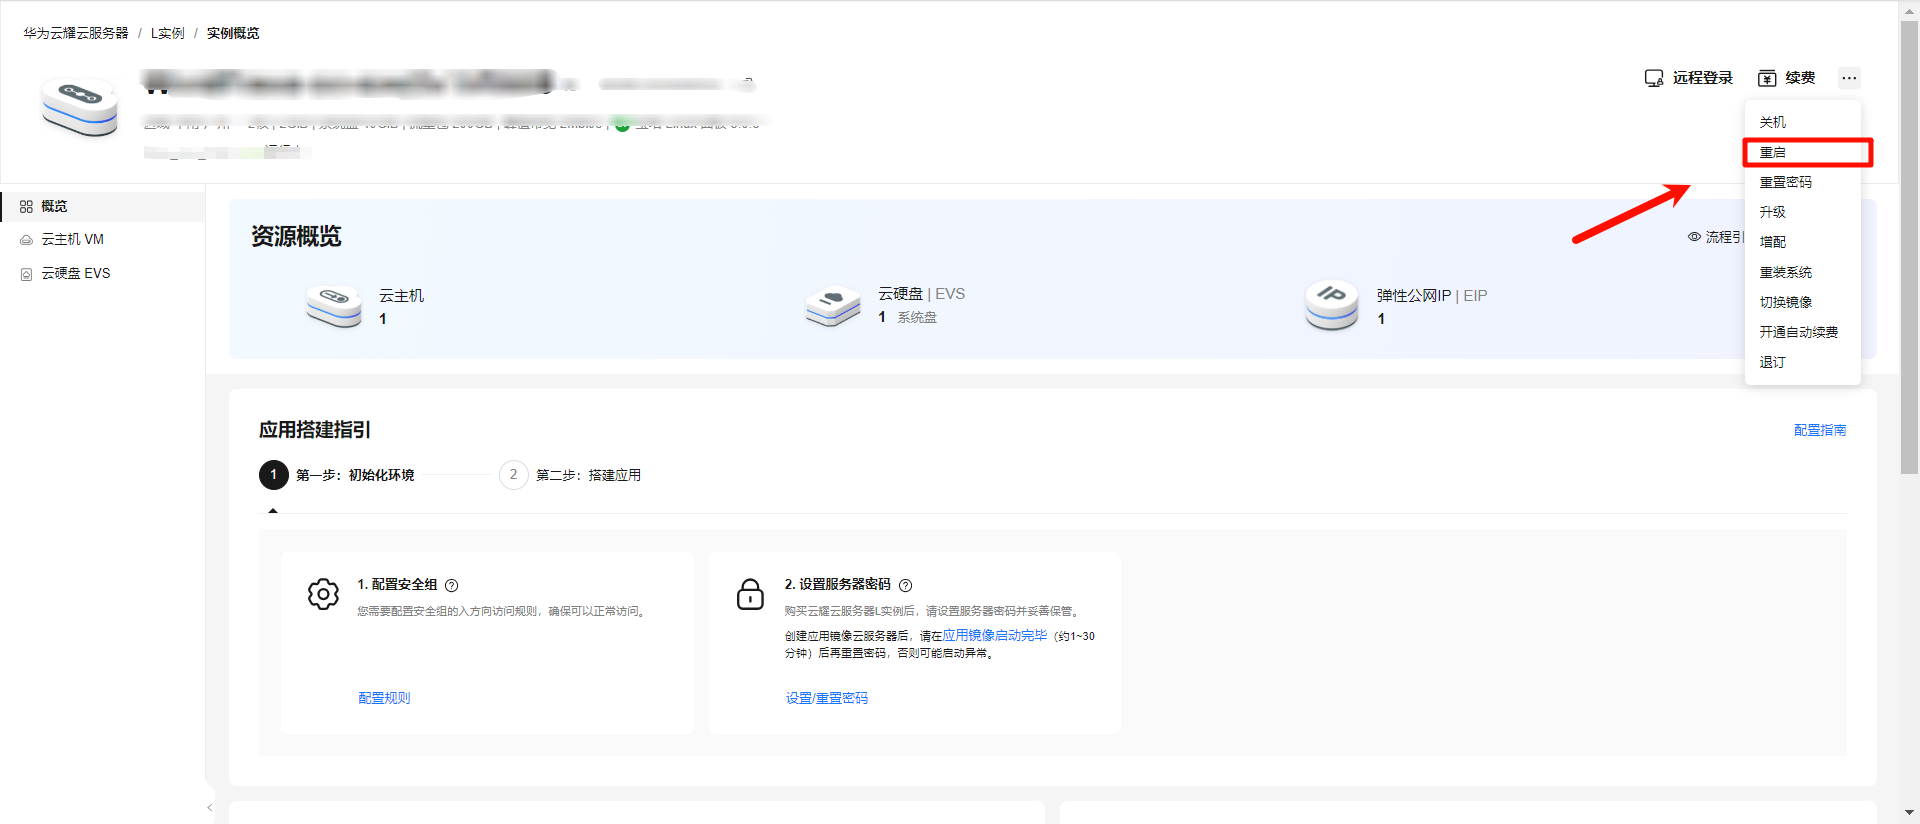 华为云耀云服务器 / L实例 / 实例概览
远程登录
续费
...
关机
重启
重置密码
升级
增配
重装系统
切换镜像
开通自动续费
退订
概览
云主机 VM
云硬盘 EVS
资源概览
流程引
云主机
1
云硬盘 | EVS
1 系统盘
弹性公网IP | EIP
1
应用搭建指引
配置指南
1 第一步：初始化环境
2 第二步：搭建应用
1. 配置安全组
您需要配置安全组的入方向访问规则，确保可以正常访问。
配置规则
2. 设置服务器密码
购买云耀云服务器L实例后，请设置服务器密码并妥善保管。
创建应用镜像云服务器后，请在应用镜像启动完毕（约1~30
分钟）后再重置密码，否则可能启动异常。
设置/重置密码